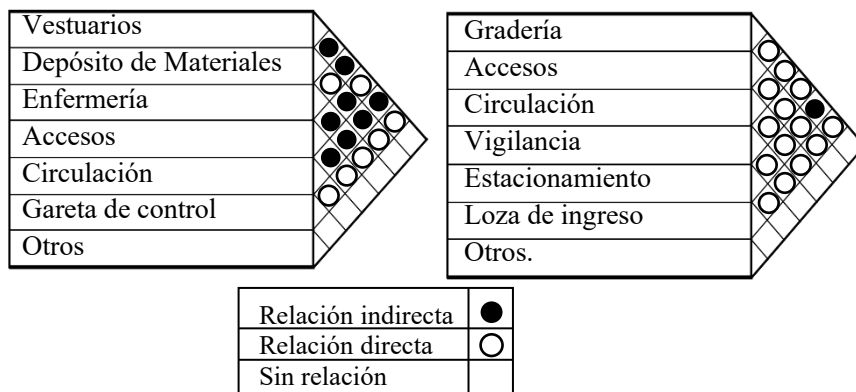 Vestuarios
Depósito de Materiales
Enfermería
Accesos
Circulación
Gareta de control
Otros
Gradería
Accesos
Circulación
Vigilancia
Estacionamiento
Loza de ingreso
Otros.
Relación indirecta
Relación directa
Sin relación